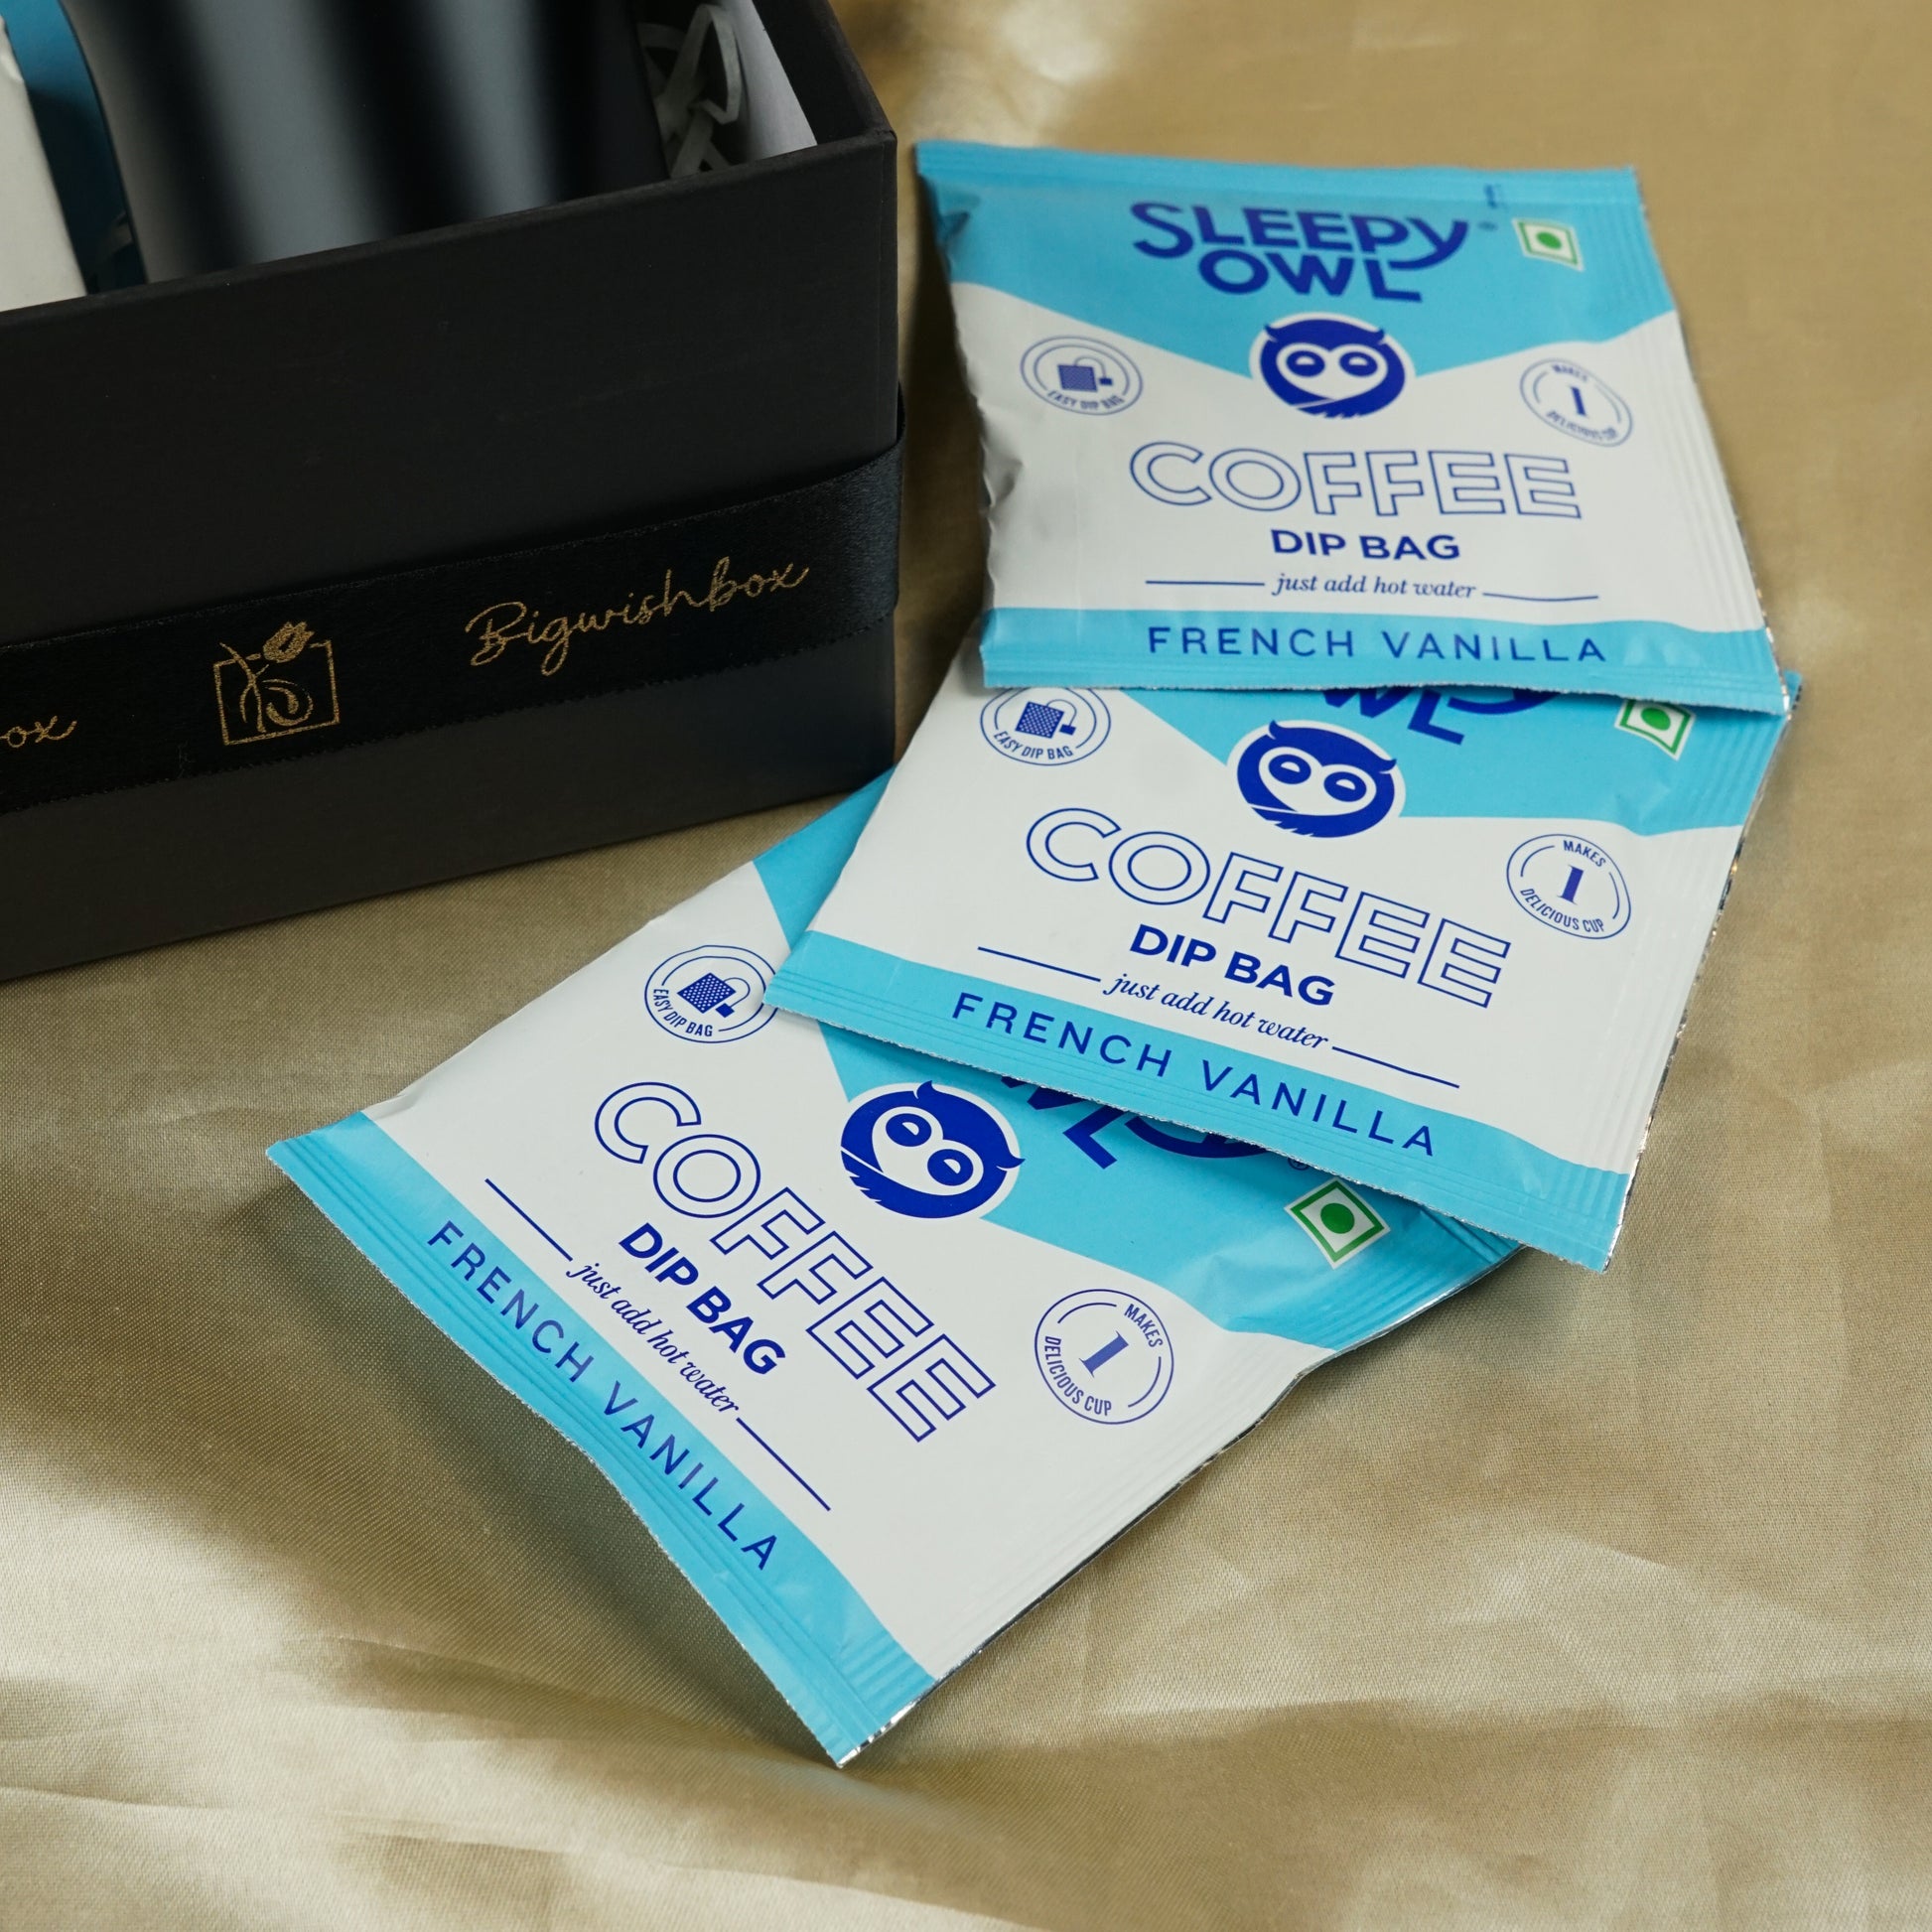 SLEEPY
OWL
EASY DIP BAG
MAKES
1
DELICIOUS CUP
COFFEE
DIP BAG
just add hot water
FRENCH VANILLA
OWL
EASY DIP BAG
COFFEE
MAKES
1
DELICIOUS CUP
DIP BAG
just add hot water
FRENCH VANILLA
EASY DIP BAG
COFFEE
DIP BAG
just add hot water
FRENCH VANILLA
MAKES
1
DELICIOUS CUP
ox
Bigwishbox